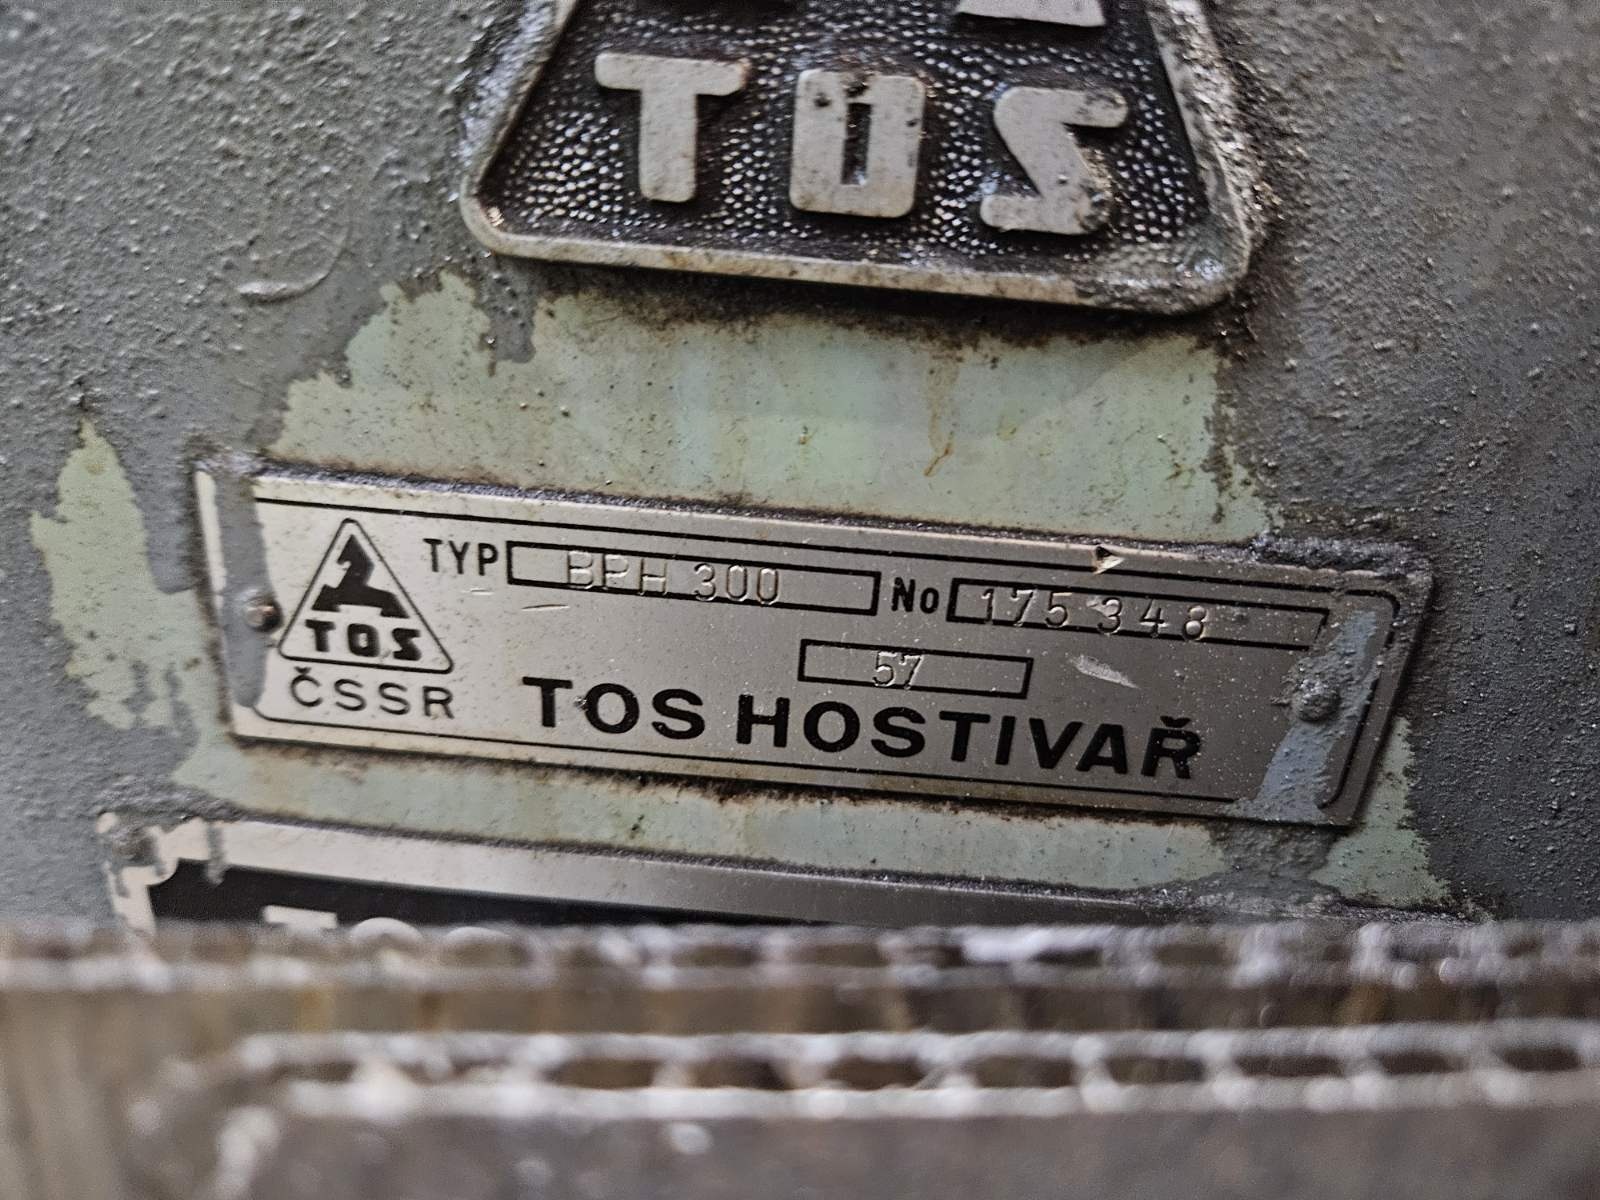 TOS
TYP BPH 300 No 175 348
TOS
57
ČSSR
TOS HOSTIVAŘ